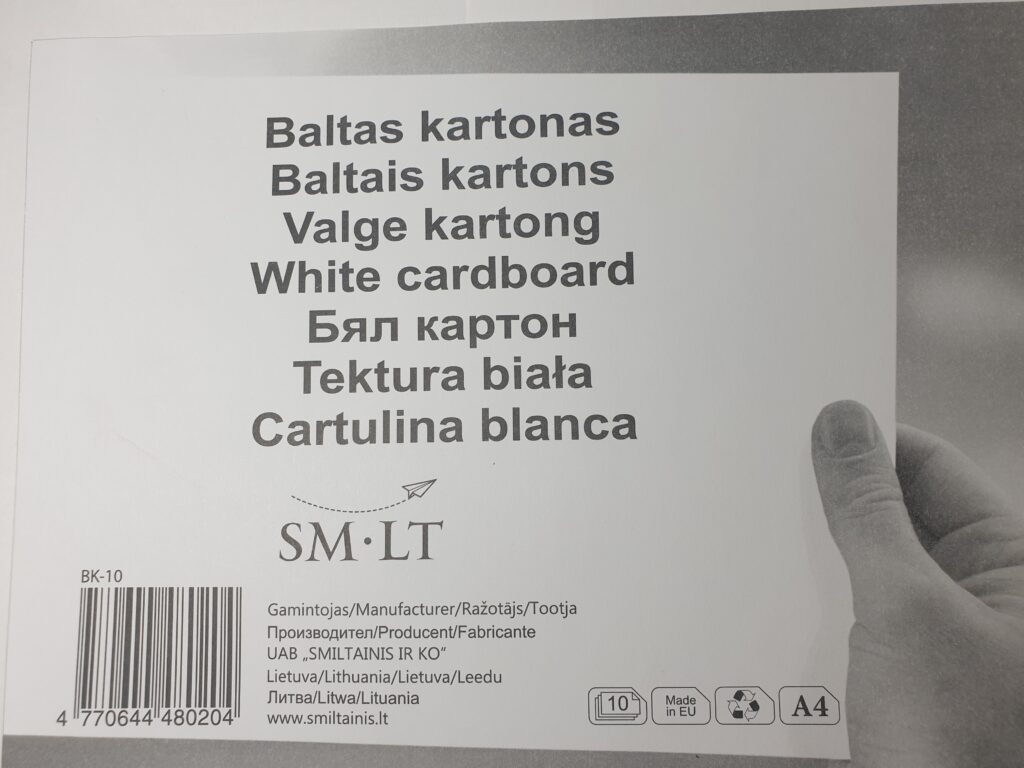 Baltas kartonas
Baltais kartons
Valge kartong
White cardboard
Бял картон
Tektura biała
Cartulina blanca
SM·LT
BK-10
4 770644 480204
Gamintojas/Manufacturer/Ražotājs/Tootja
Производител/Producent/Fabricante
UAB „SMILTAINIS IR KO“
Lietuva/Lithuania/Lietuva/Leedu
Литва/Litwa/Lituania
www.smiltainis.lt
10
Made
in EU
A4